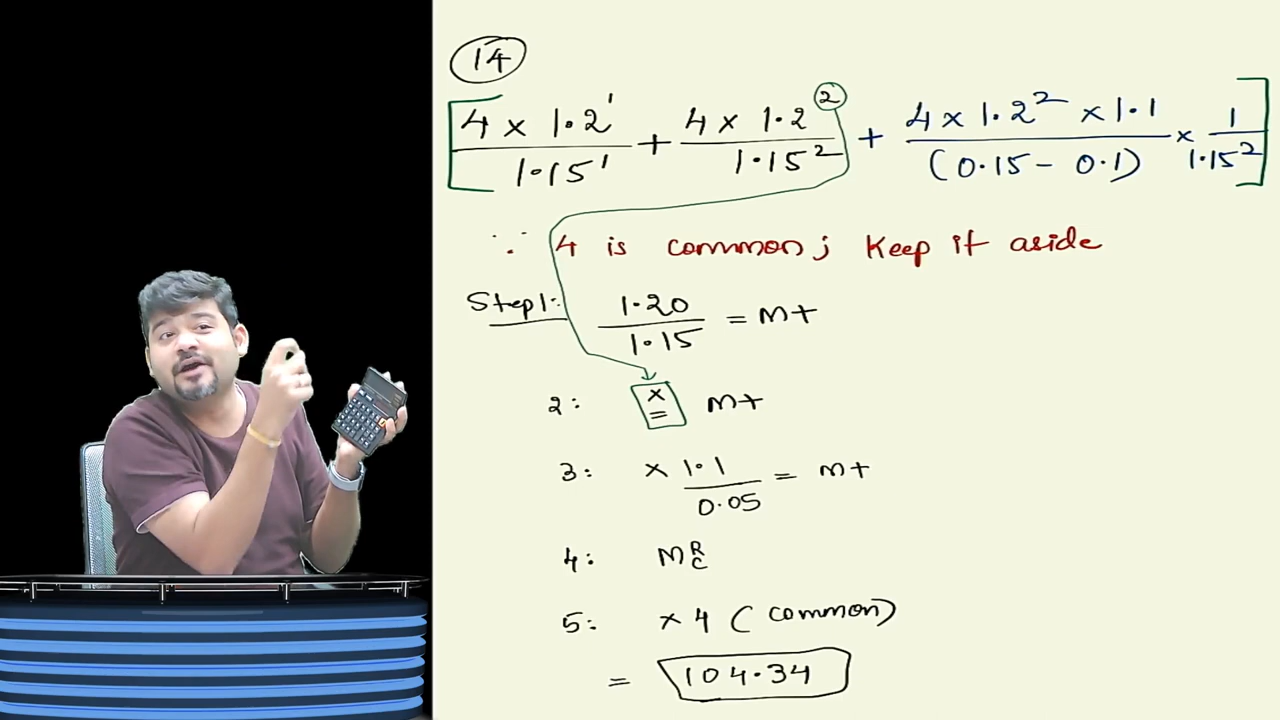 14
[ 4 × 1.2¹ / 1.15¹ + 4 × 1.2² / 1.15² + 4 × 1.2² × 1.1 / (0.15 - 0.1) × 1 / 1.15² ]
∵ 4 is common; Keep it aside
Step1: 1.20 / 1.15 = m+
2: × = m+
3: × 1.1 / 0.05 = m+
4: MRC
5: × 4 ( common)
= 104.34